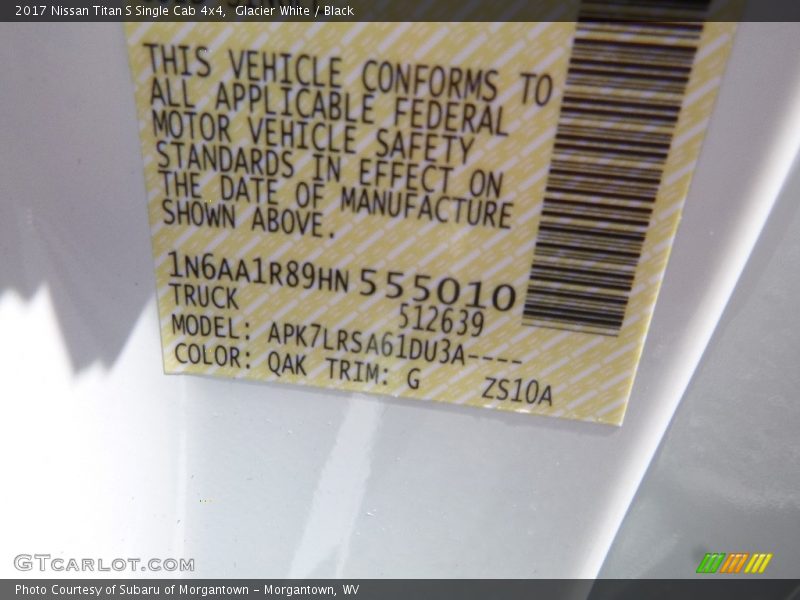 2017 Nissan Titan S Single Cab 4x4,  Glacier White / Black
THIS VEHICLE CONFORMS TO
ALL APPLICABLE FEDERAL
MOTOR VEHICLE SAFETY
STANDARDS IN EFFECT ON
THE DATE OF MANUFACTURE
SHOWN ABOVE.
1N6AA1R89HN 555010
TRUCK 512639
MODEL: APK7LRSA61DU3A----
COLOR: QAK TRIM: G ZS10A
GTcarlot.com
Photo Courtesy of Subaru of Morgantown – Morgantown, WV